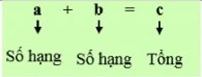 a + b = c
Số hạng Số hạng Tổng